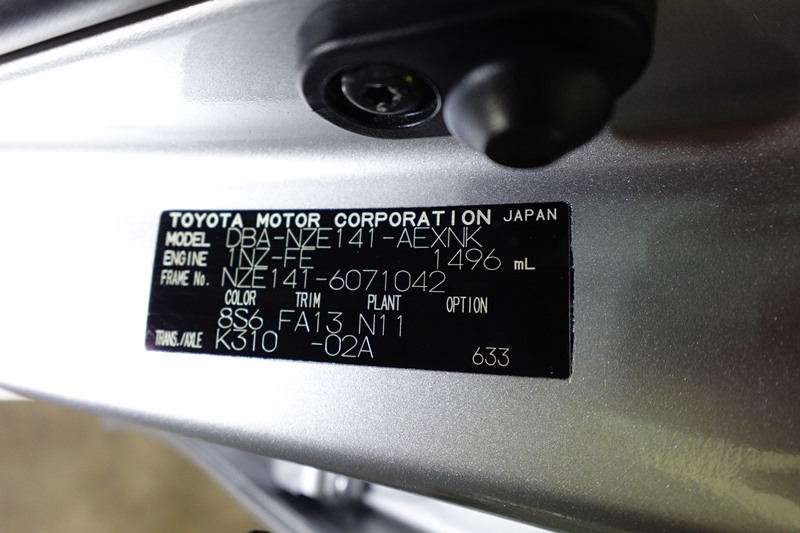 TOYOTA MOTOR CORPORATION JAPAN
MODEL DBA-NZE141-AEXNK
ENGINE 1NZ-FE 1496 mL
FRAME No. NZE141-6071042
COLOR TRIM PLANT OPTION
8S6 FA13 N11
TRANS./AXLE K310 -02A 633